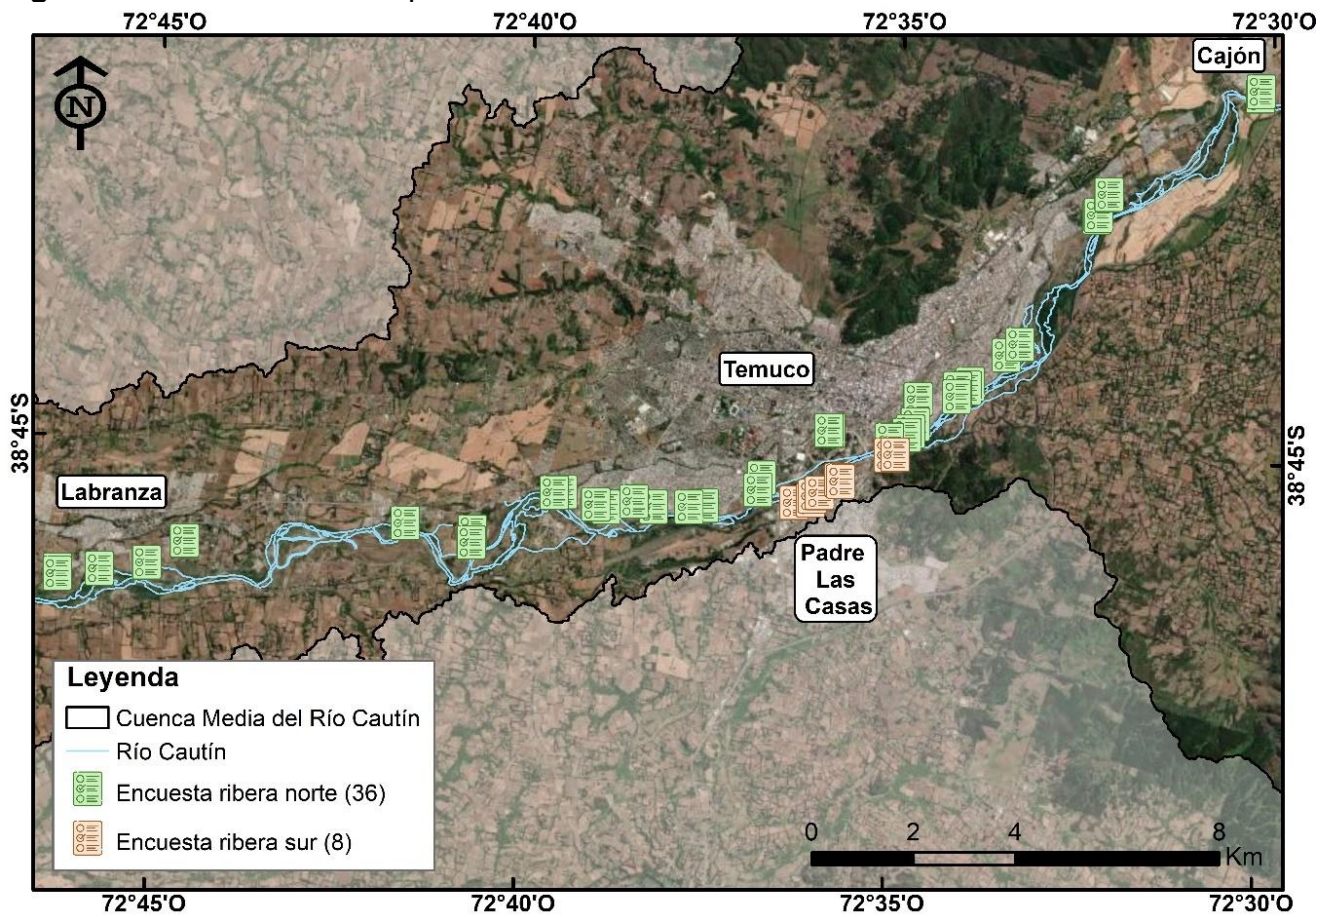 72°45'O 72°40'O 72°35'O 72°30'O
Cajón
N
Temuco
38°45'S
38°45'S
Labranza
Padre
Las
Casas
Leyenda
Cuenca Media del Río Cautín
Río Cautín
Encuesta ribera norte (36)
Encuesta ribera sur (8)
0 2 4 8
Km
72°45'O 72°40'O 72°35'O 72°30'O